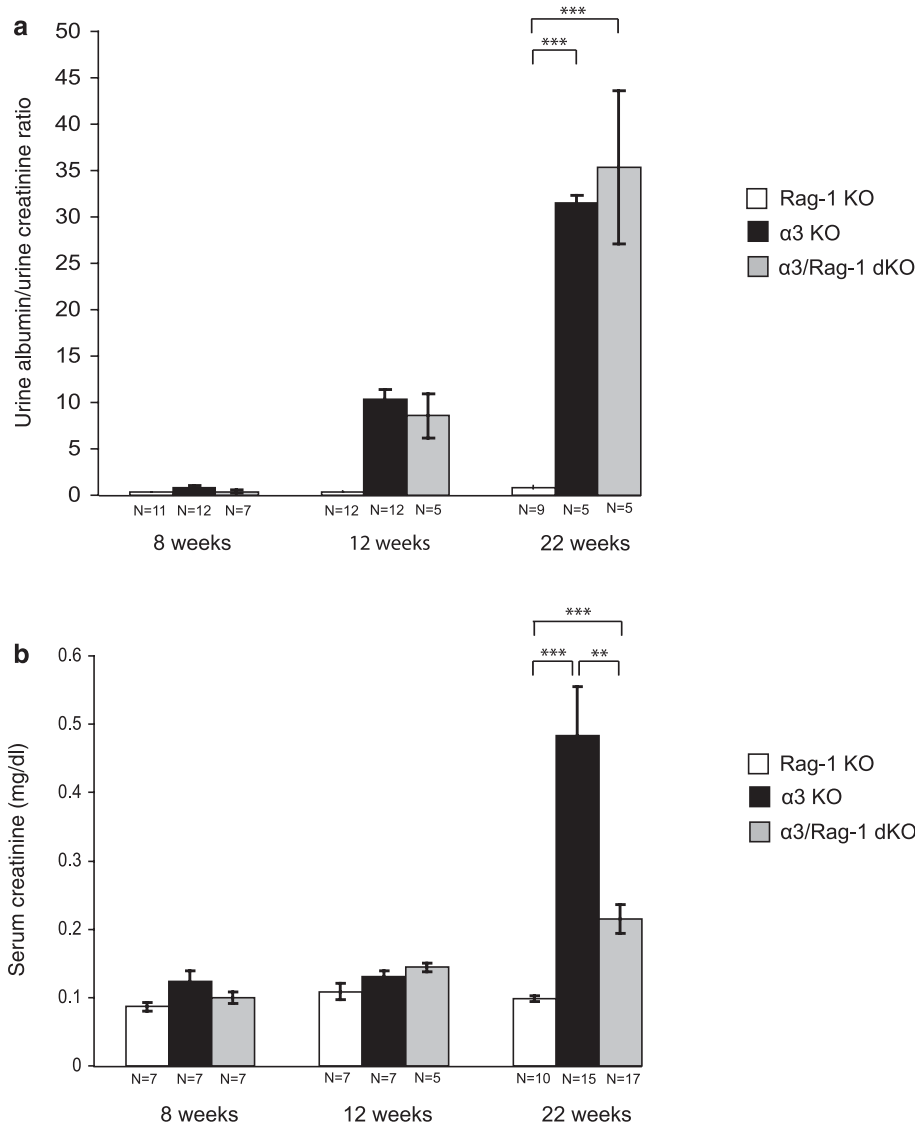 a
Urine albumin/urine creatinine ratio
50
45
40
35
30
25
20
15
10
5
0
***
***
N=11 N=12 N=7
N=12 N=12 N=5
N=9 N=5 N=5
8 weeks
12 weeks
22 weeks
Rag-1 KO
α3 KO
α3/Rag-1 dKO
b
Serum creatinine (mg/dl)
0.6
0.5
0.4
0.3
0.2
0.1
0
***
*** **
N=7 N=7 N=7
N=7 N=7 N=5
N=10 N=15 N=17
8 weeks
12 weeks
22 weeks
Rag-1 KO
α3 KO
α3/Rag-1 dKO